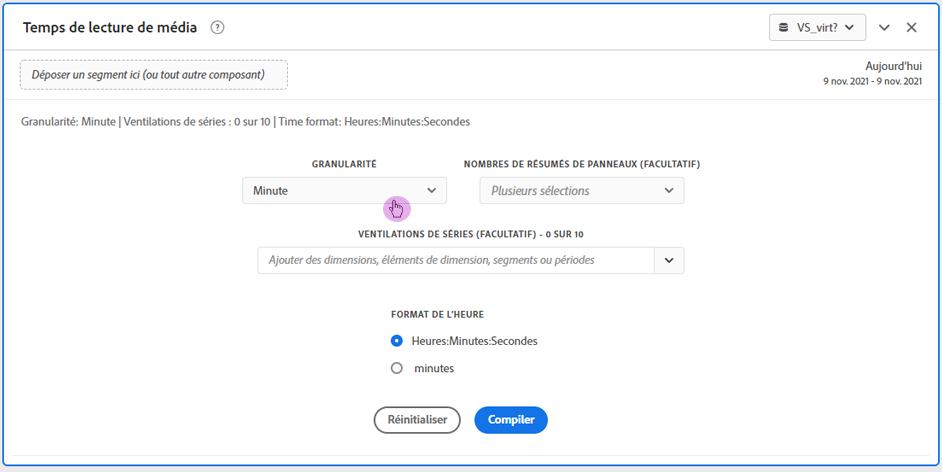 Temps de lecture de média ?
VS_virt?
Déposer un segment ici (ou tout autre composant)
Aujourd'hui
9 nov. 2021 - 9 nov. 2021
Granularité: Minute | Ventilations de séries : 0 sur 10 | Time format: Heures:Minutes:Secondes
GRANULARITÉ
NOMBRES DE RÉSUMÉS DE PANNEAUX (FACULTATIF)
Minute
Plusieurs sélections
VENTILATIONS DE SÉRIES (FACULTATIF) - 0 SUR 10
Ajouter des dimensions, éléments de dimension, segments ou périodes
FORMAT DE L'HEURE
Heures:Minutes:Secondes
minutes
Réinitialiser
Compiler